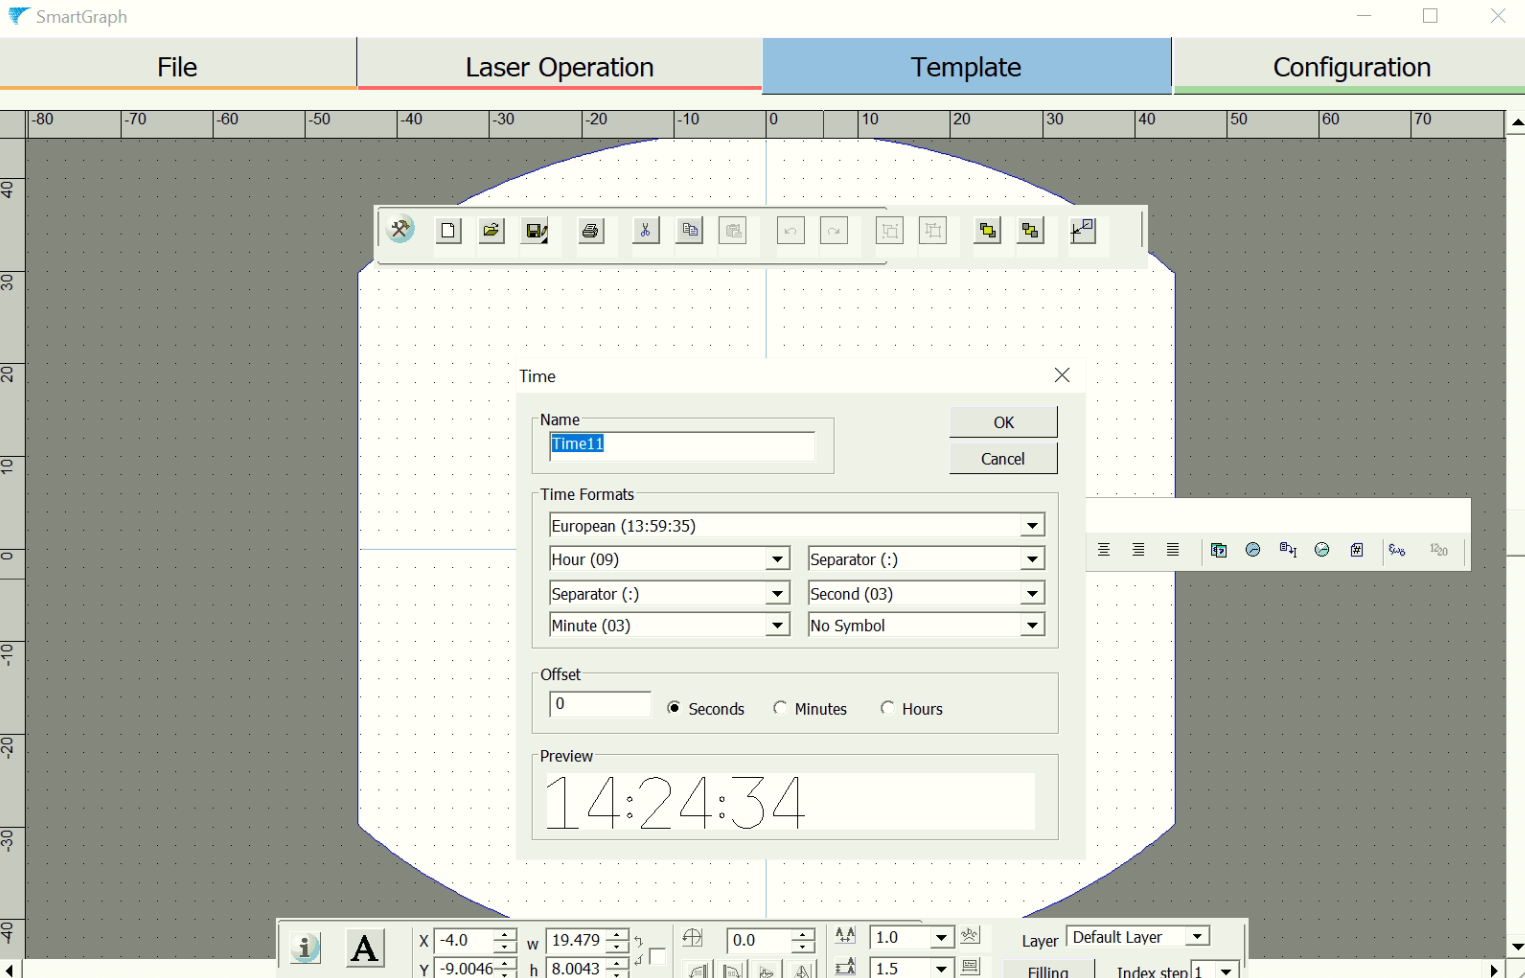 SmartGraph
File Laser Operation Template Configuration
-80 -70 -60 -50 -40 -30 -20 -10 0 10 20 30 40 50 60 70
40
30
20
10
0
-10
-20
-30
-40
Time
Name
Time11
OK
Cancel
Time Formats
European (13:59:35)
Hour (09) Separator (:)
Separator (:) Second (03)
Minute (03) No Symbol
Offset
0 Seconds Minutes Hours
Preview
14:24:34
A X -4.0 w 19.479 0.0 1.0 Layer Default Layer
Y -9.0046 h 8.0043 1.5 Filling Index step 1